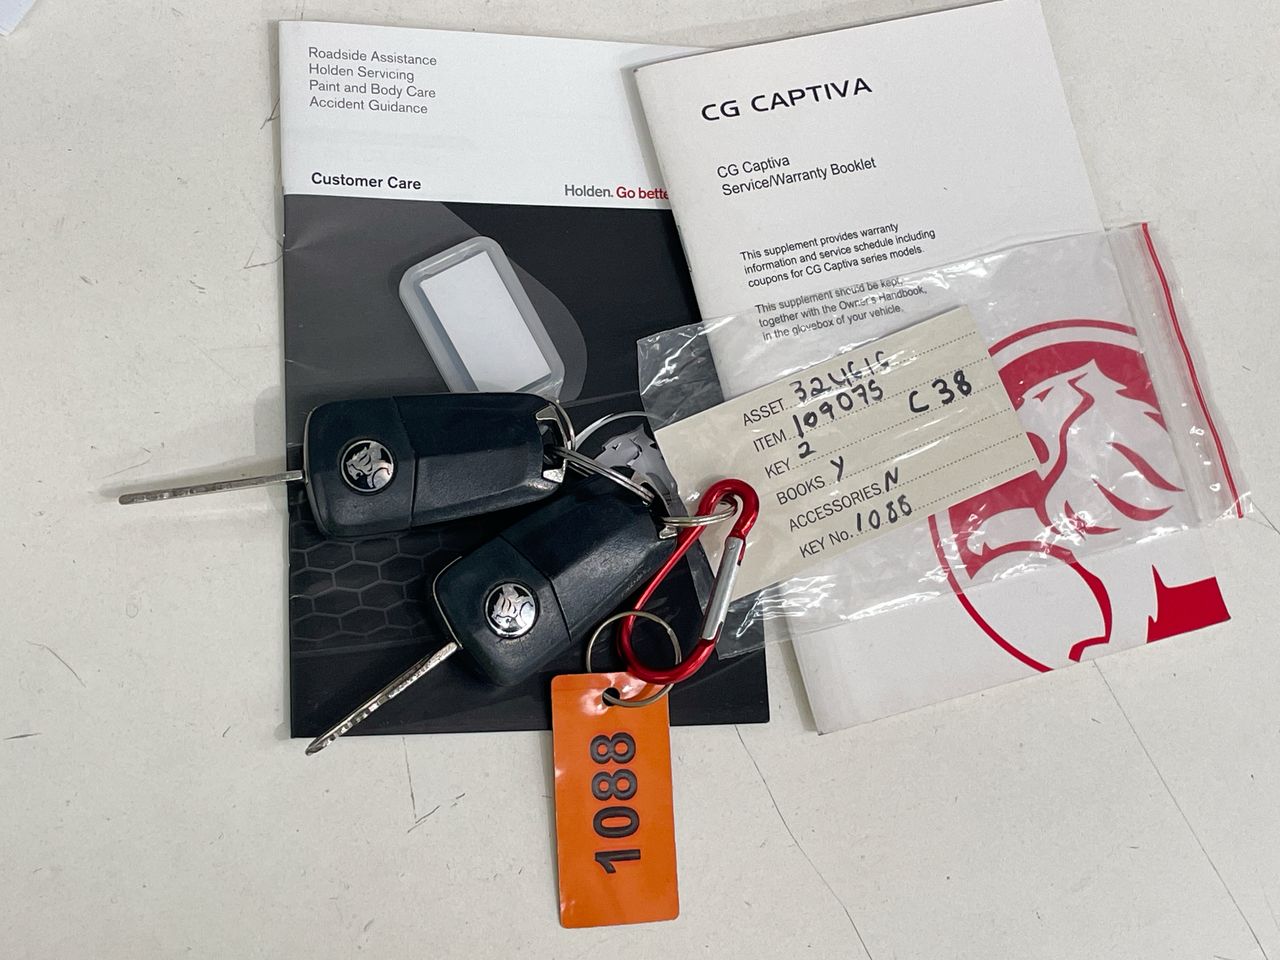 Roadside Assistance
Holden Servicing
Paint and Body Care
Accident Guidance
Customer Care
Holden. Go bette
CG CAPTIVA
CG Captiva
Service/Warranty Booklet
This supplement provides warranty
information and service schedule including
coupons for CG Captiva series models.
This supplement should be kept,
together with the Owner's Handbook,
in the glovebox of your vehicle.
ASSET
ITEM 109075 C38
KEY 2
BOOKS Y
ACCESSORIES N
KEY No. 1088
1088